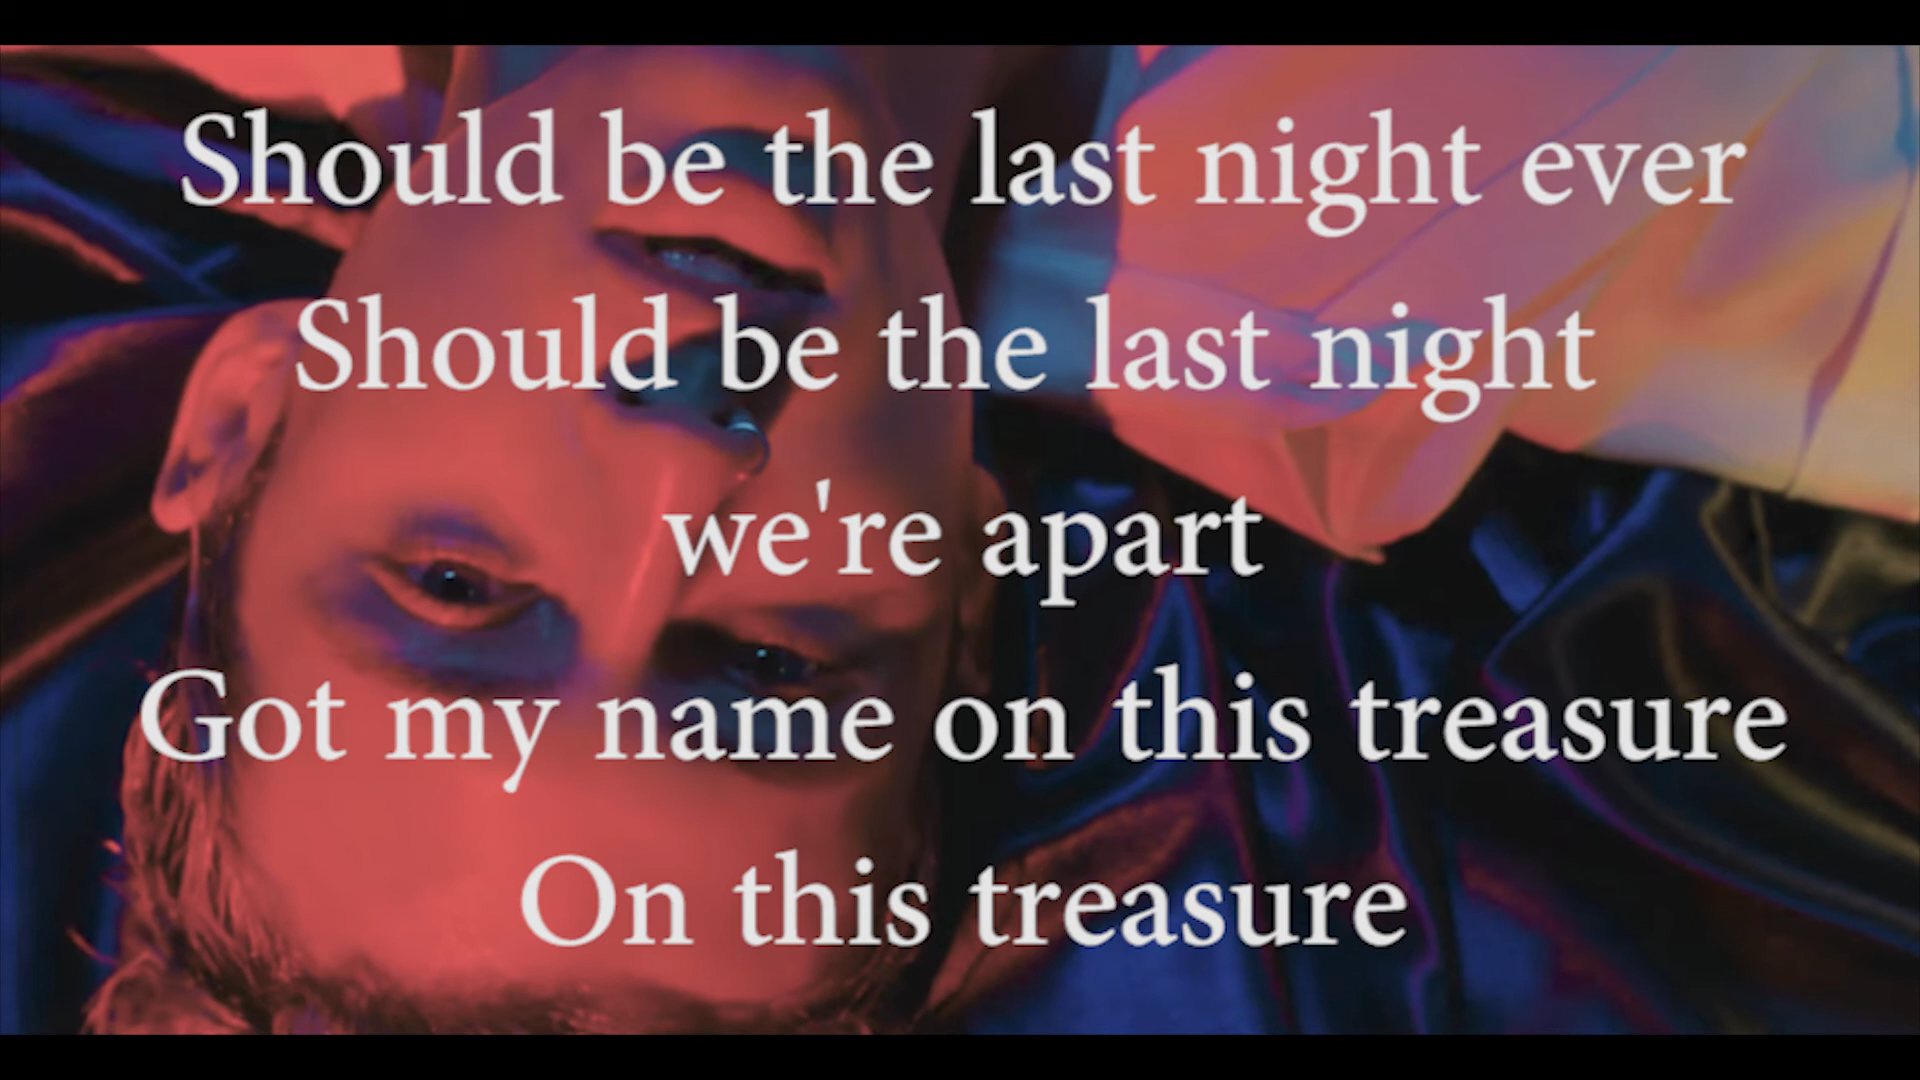 Should be the last night ever
Should be the last night
we're apart
Got my name on this treasure
On this treasure